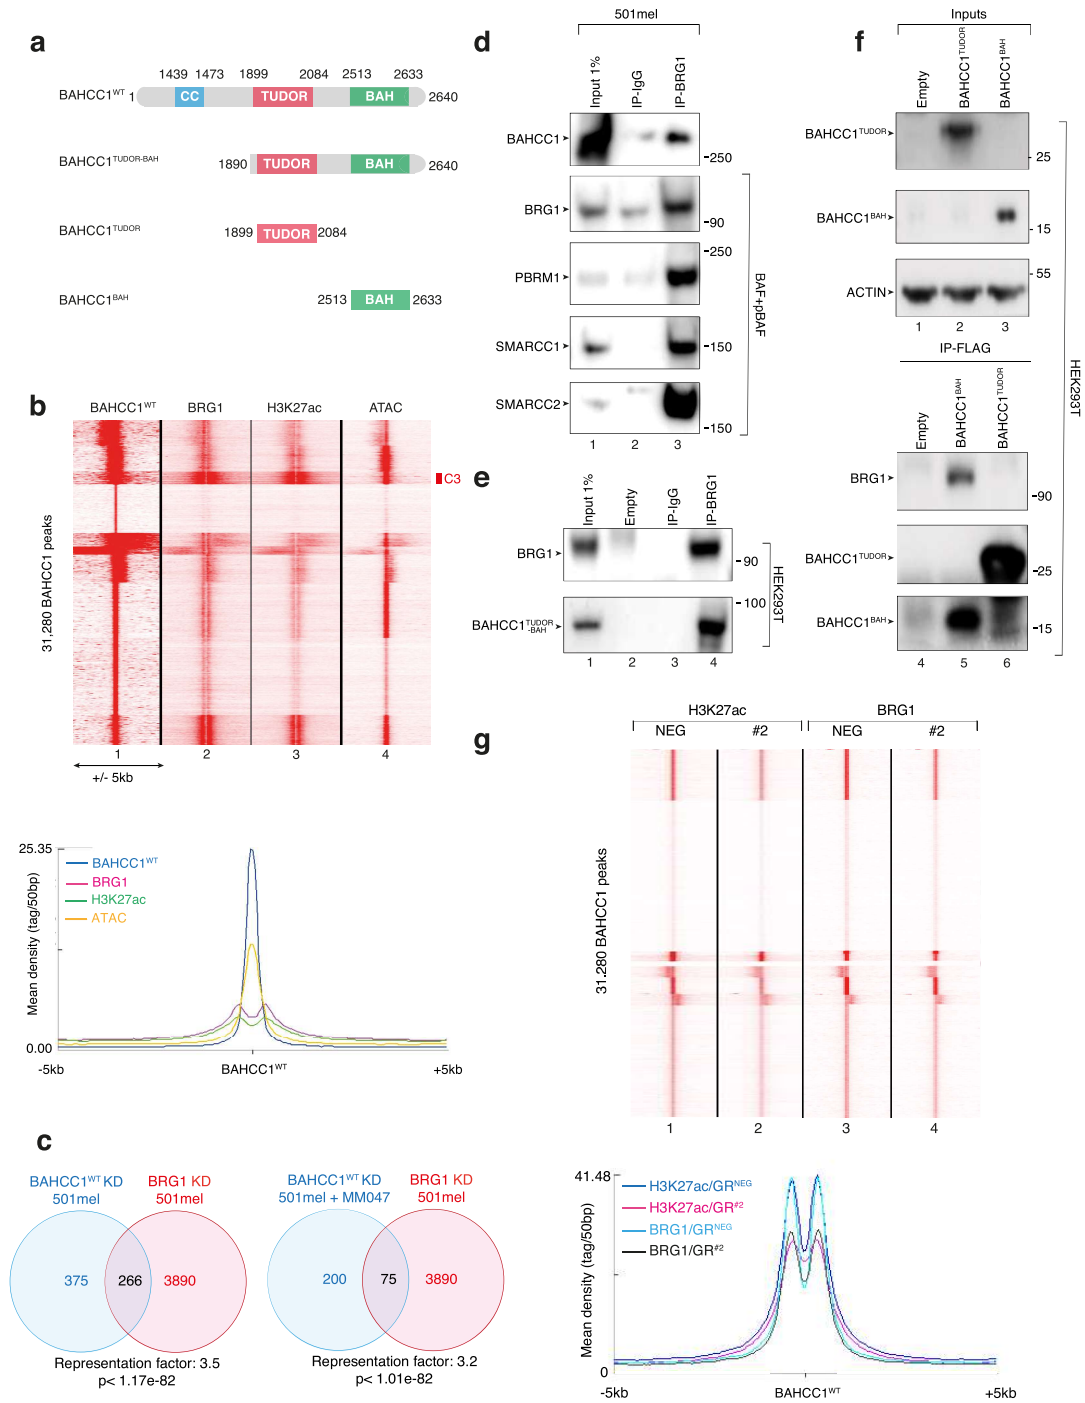 a
1439 1473 1899 2084 2513 2633
BAHCC1WT 1 CC TUDOR BAH 2640
BAHCC1TUDOR-BAH 1890 TUDOR BAH 2640
BAHCC1TUDOR 1899 TUDOR 2084
BAHCC1BAH 2513 BAH 2633
b
BAHCC1WT BRG1 H3K27ac ATAC
C3
31,280 BAHCC1 peaks
1 2 3 4
+/- 5kb
25.35
BAHCC1WT
BRG1
H3K27ac
ATAC
Mean density (tag/50bp)
0.00
-5kb BAHCC1WT +5kb
c
BAHCC1WT KD
501mel
BRG1 KD
501mel
375 266 3890
Representation factor: 3.5
p< 1.17e-82
BAHCC1WT KD
501mel + MM047
BRG1 KD
501mel
200 75 3890
Representation factor: 3.2
p< 1.01e-82
d
501mel
Input 1% IP-IgG IP-BRG1
BAHCC1
-250
BRG1
-90
-250
PBRM1
SMARCC1
-150
SMARCC2
-150
BAF+pBAF
1 2 3
e
Input 1% Empty IP-IgG IP-BRG1
BRG1
-90
-100
BAHCC1TUDOR-BAH
HEK293T
1 2 3 4
f
Inputs
Empty BAHCC1TUDOR BAHCC1BAH
BAHCC1TUDOR
- 25
BAHCC1BAH
- 15
- 55
ACTIN
1 2 3
IP-FLAG
Empty BAHCC1BAH BAHCC1TUDOR
BRG1
-90
BAHCC1TUDOR
-25
BAHCC1BAH
-15
4 5 6
HEK293T
g
H3K27ac BRG1
NEG #2 NEG #2
31.280 BAHCC1 peaks
1 2 3 4
41.48
H3K27ac/GRNEG
H3K27ac/GR#2
BRG1/GRNEG
BRG1/GR#2
Mean density (tag/50bp)
0
-5kb BAHCC1WT +5kb